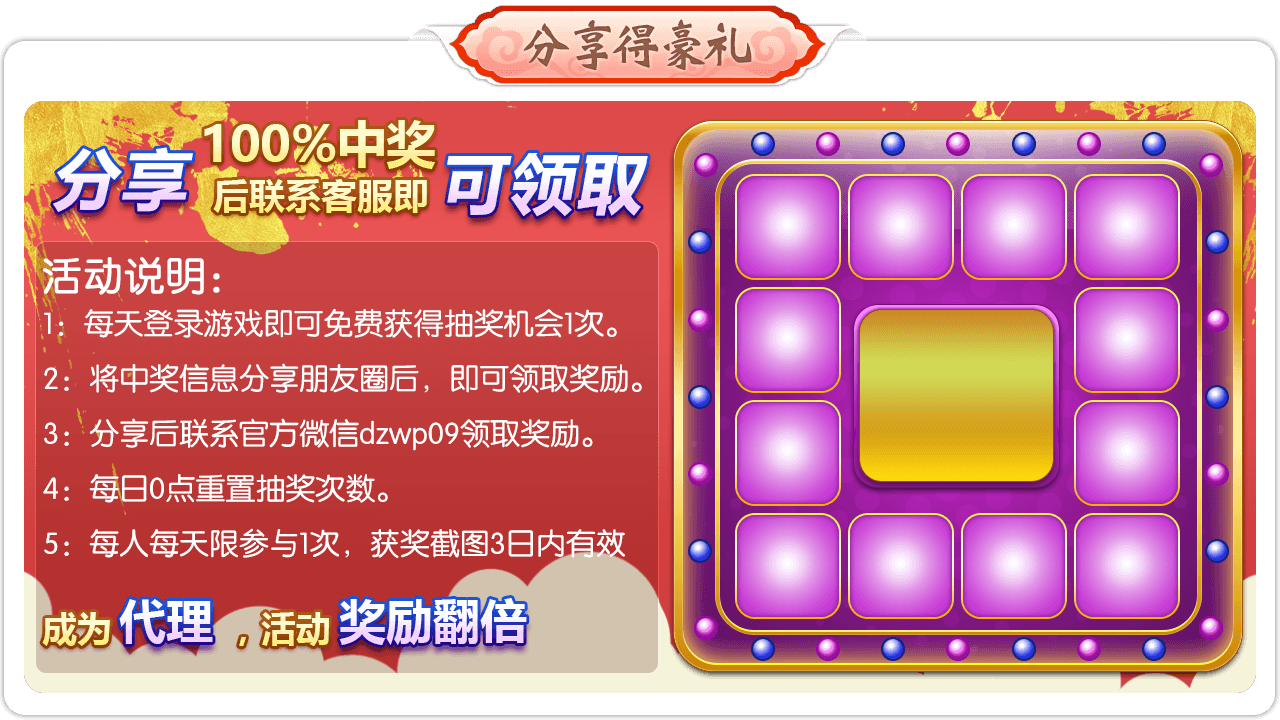 分享得豪礼
分享 100%中奖 后联系客服即 可领取
活动说明：
1：每天登录游戏即可免费获得抽奖机会1次。
2：将中奖信息分享朋友圈后，即可领取奖励。
3：分享后联系官方微信dzwp09领取奖励。
4：每日0点重置抽奖次数。
5：每人每天限参与1次，获奖截图3日内有效
成为 代理 ，活动 奖励翻倍